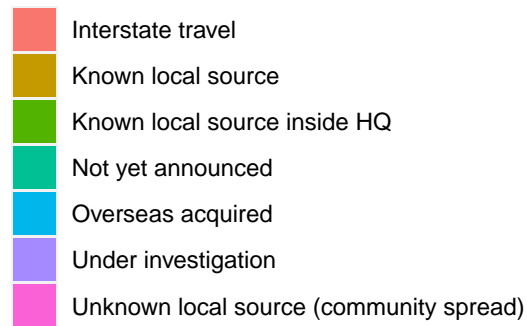 Interstate travel
Known local source
Known local source inside HQ
Not yet announced
Overseas acquired
Under investigation
Unknown local source (community spread)